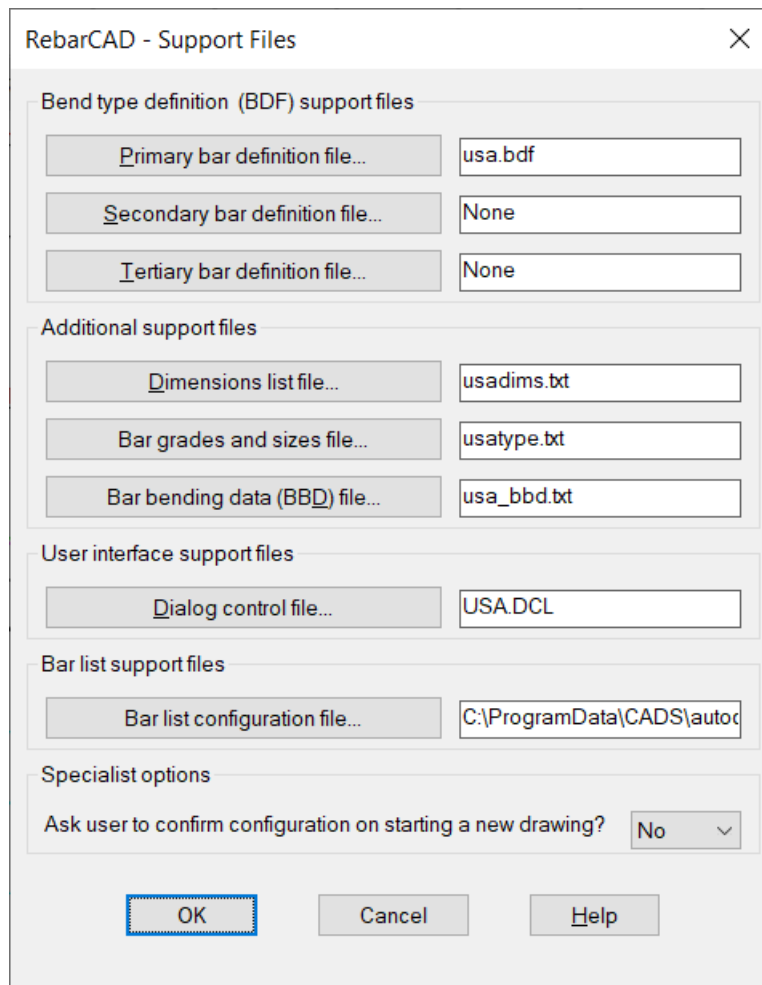 RebarCAD - Support Files
Bend type definition (BDF) support files
Primary bar definition file... usa.bdf
Secondary bar definition file... None
Tertiary bar definition file... None
Additional support files
Dimensions list file... usadims.txt
Bar grades and sizes file... usatype.txt
Bar bending data (BBD) file... usa_bbd.txt
User interface support files
Dialog control file... USA.DCL
Bar list support files
Bar list configuration file... C:\ProgramData\CADS\autoc
Specialist options
Ask user to confirm configuration on starting a new drawing? No
OK Cancel Help